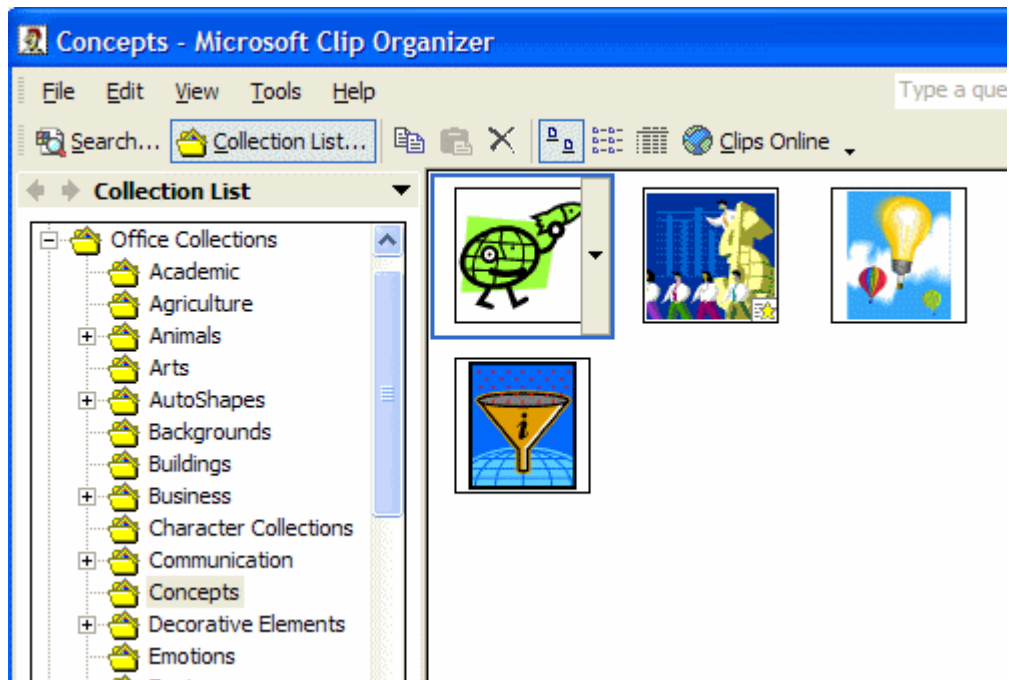 Concepts - Microsoft Clip Organizer
File Edit View Tools Help
Type a que
Search... Collection List... Clips Online
Collection List
Office Collections
Academic
Agriculture
Animals
Arts
AutoShapes
Backgrounds
Buildings
Business
Character Collections
Communication
Concepts
Decorative Elements
Emotions
i